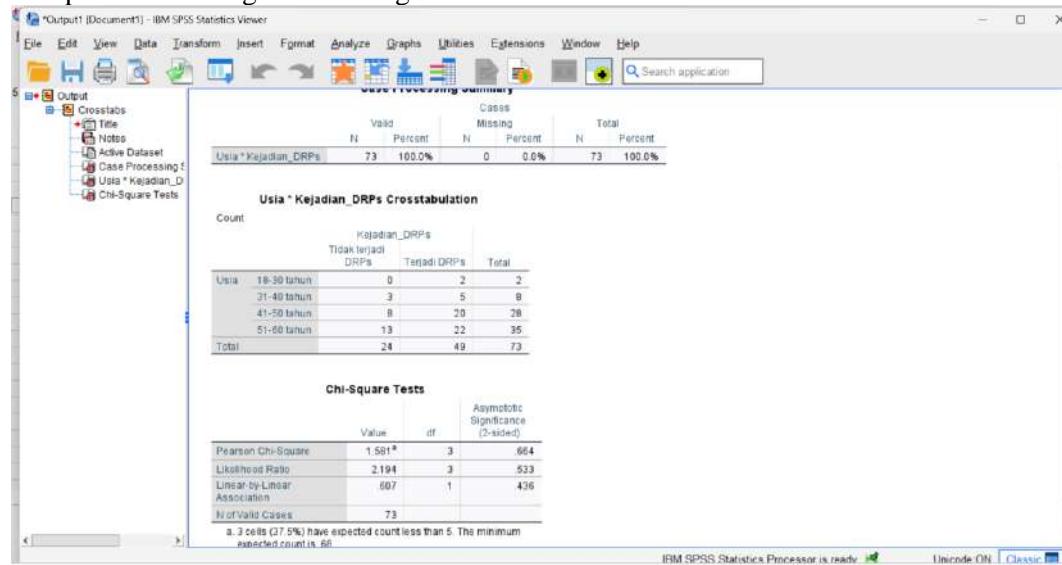 *Output1 [Document1] - IBM SPSS Statistics Viewer
File Edit View Data Transform Insert Format Analyze Graphs Utilities Extensions Window Help
Search application
Output
Crosstabs
Title
Notes
Active Dataset
Case Processing S
Usia * Kejadian_D
Chi-Square Tests
Case Processing Summary
Cases
Valid Missing Total
N Percent N Percent N Percent
Usia * Kejadian_DRPs 73 100.0% 0 0.0% 73 100.0%
Usia * Kejadian_DRPs Crosstabulation
Count
Kejadian_DRPs
Tidak terjadi
DRPs Terjadi DRPs Total
Usia 18-30 tahun 0 2 2
31-40 tahun 3 5 8
41-50 tahun 8 20 28
51-60 tahun 13 22 35
Total 24 49 73
Chi-Square Tests
Asymptotic
Significance
Value df (2-sided)
Pearson Chi-Square 1.581a 3 .664
Likelihood Ratio 2.194 3 .533
Linear-by-Linear
Association .607 1 .436
N of Valid Cases 73
a. 3 cells (37.5%) have expected count less than 5. The minimum
expected count is .66.
IBM SPSS Statistics Processor is ready Unicode:ON Classic